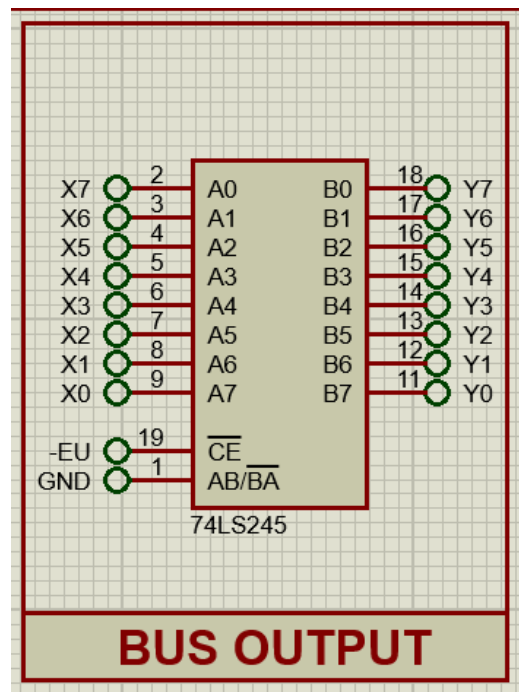 X7 2 A0 B0 18 Y7
X6 3 A1 B1 17 Y6
X5 4 A2 B2 16 Y5
X4 5 A3 B3 15 Y4
X3 6 A4 B4 14 Y3
X2 7 A5 B5 13 Y2
X1 8 A6 B6 12 Y1
X0 9 A7 B7 11 Y0
-EU 19 C̅E̅
GND 1 AB/B̅A̅
74LS245
BUS OUTPUT